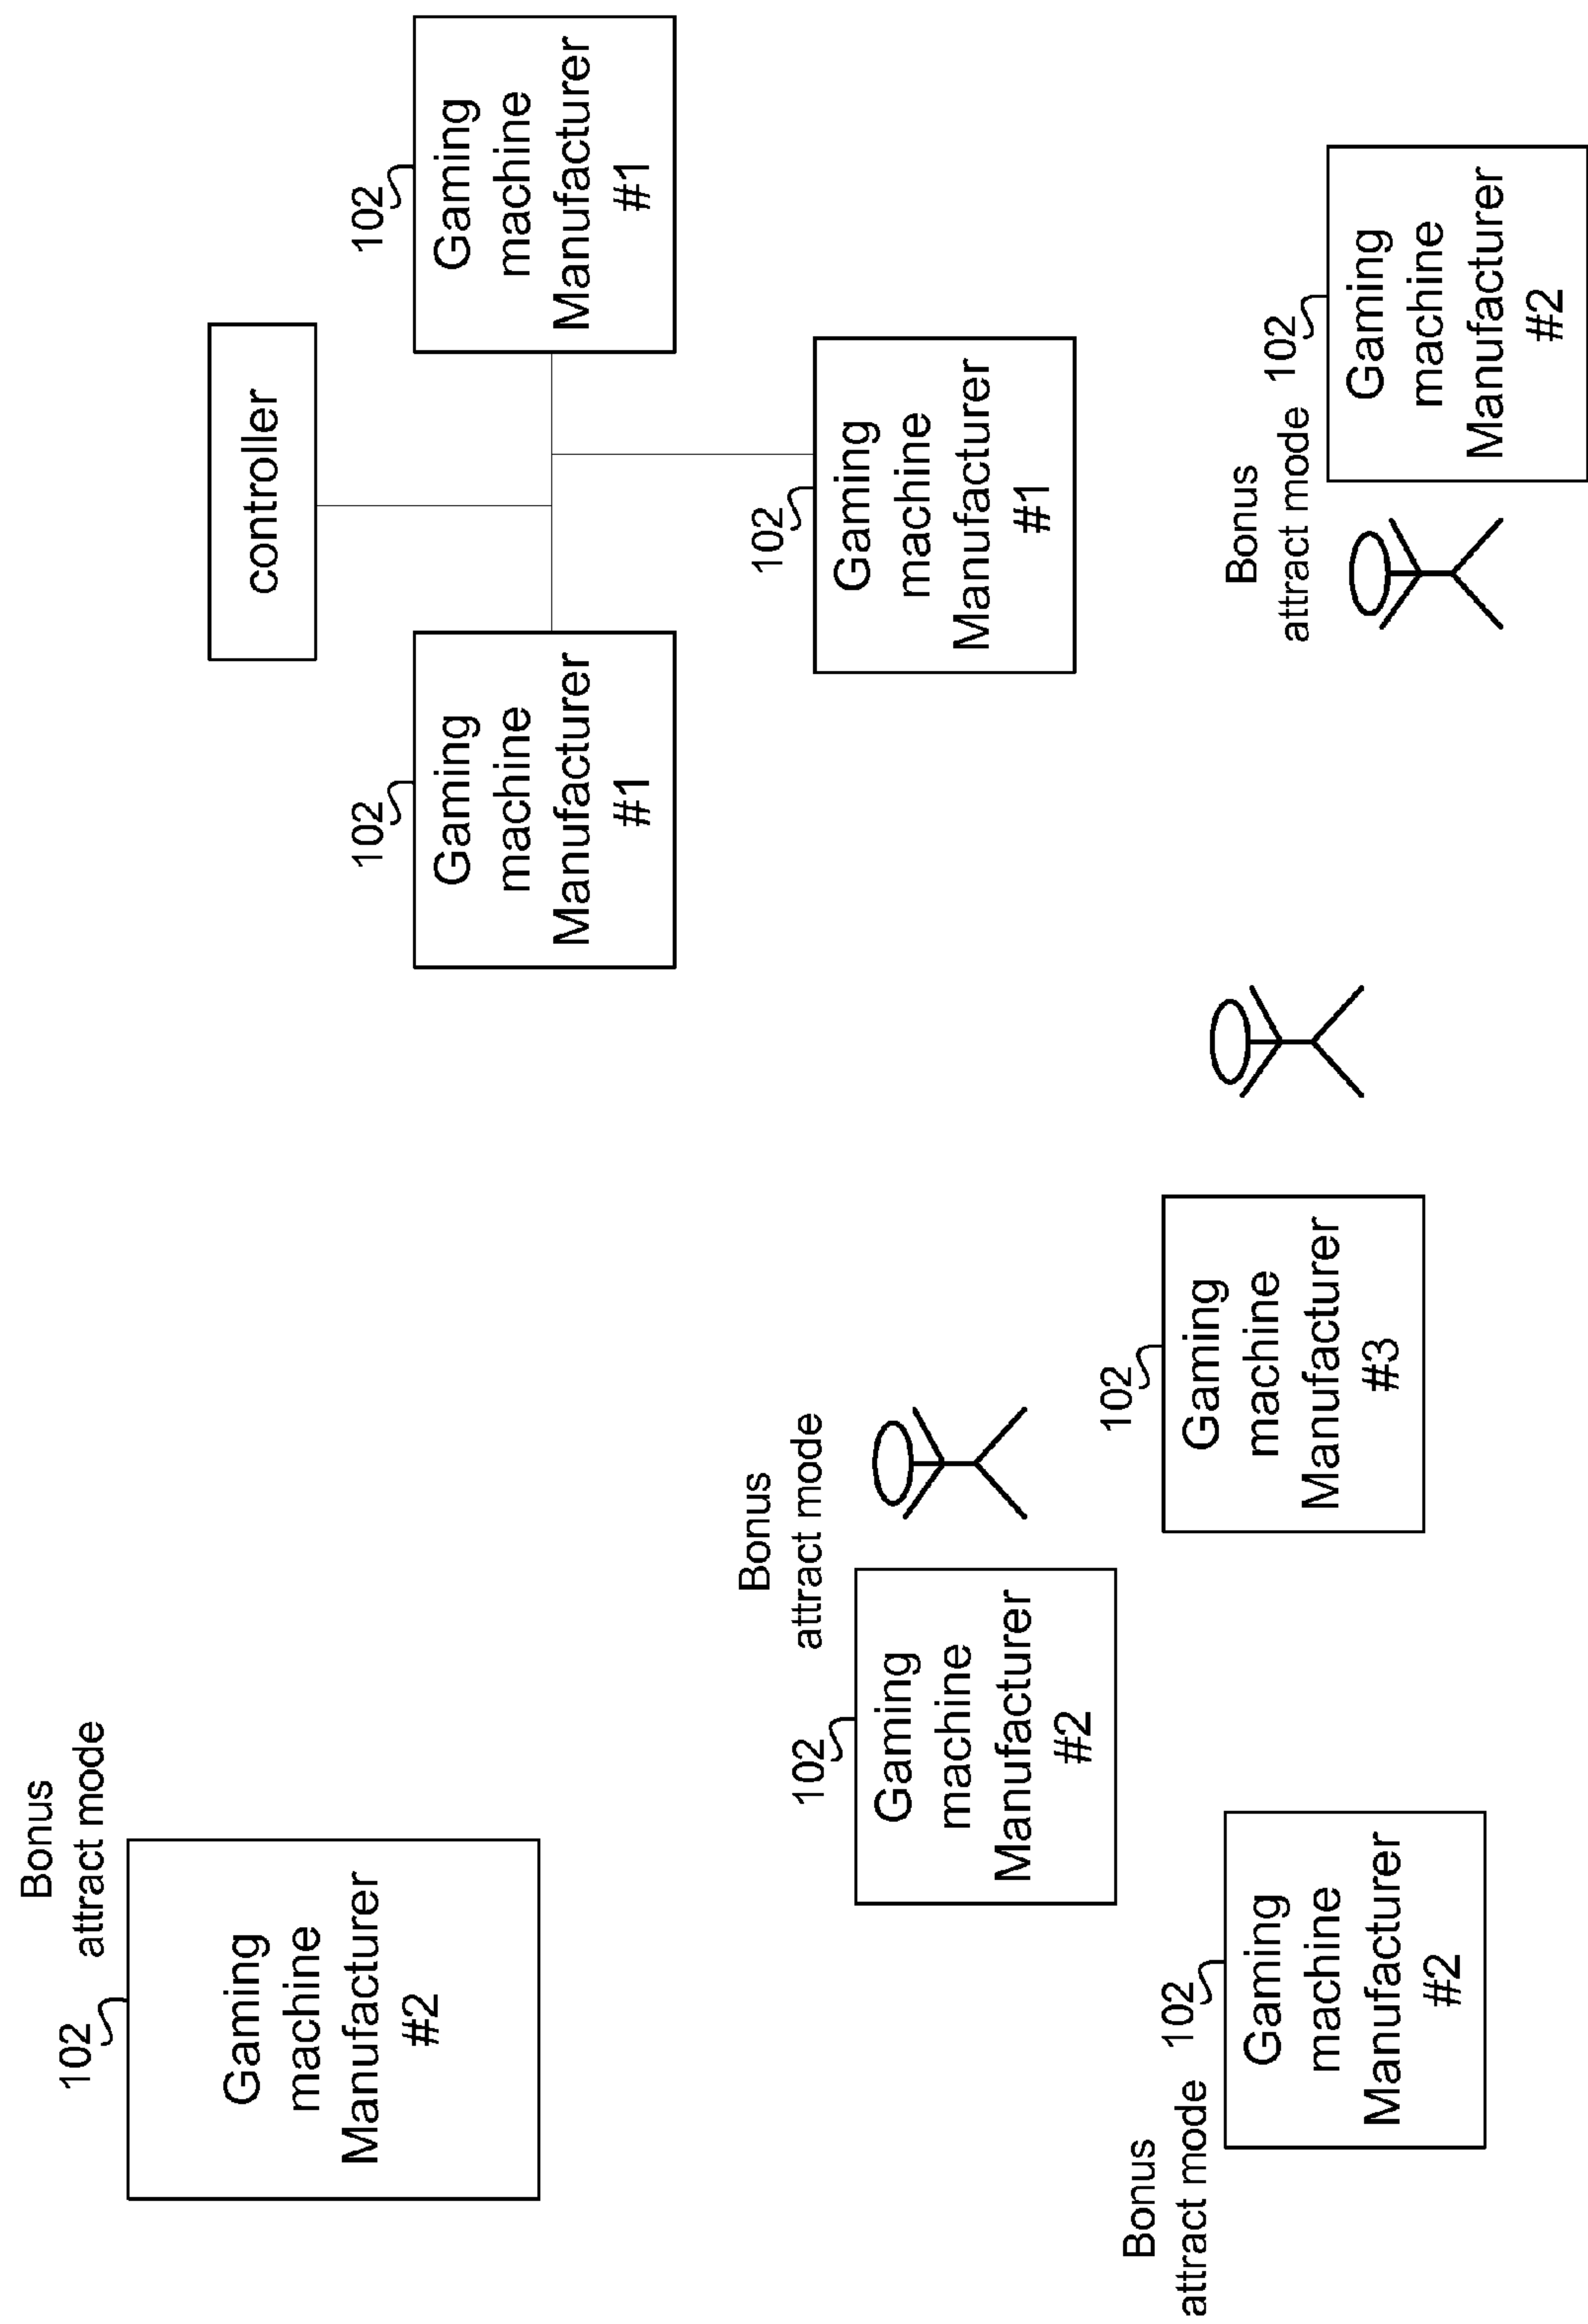 Bonus
attract mode
102
Gaming
machine
Manufacturer
#2
controller
102
Gaming
machine
Manufacturer
#1
102
Gaming
machine
Manufacturer
#1
Bonus
attract mode
102
Gaming
machine
Manufacturer
#2
102
Gaming
machine
Manufacturer
#1
Bonus
attract mode
102
Gaming
machine
Manufacturer
#2
102
Gaming
machine
Manufacturer
#3
Bonus
attract mode
102
Gaming
machine
Manufacturer
#2